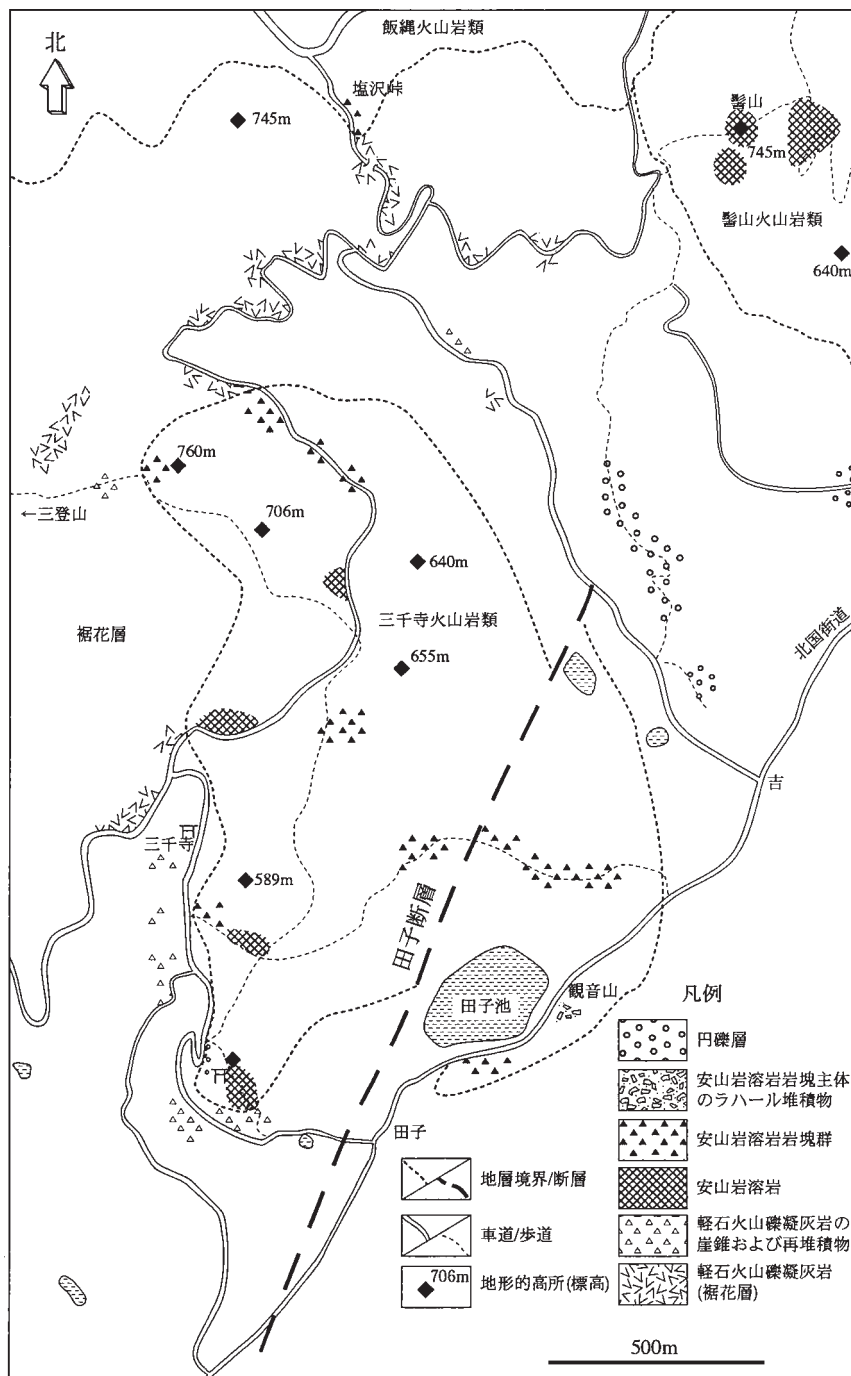 飯縄火山岩類
北
塩沢峠
745m
髻山
745m
髻山火山岩類
640m
760m
←三登山
706m
640m
三千寺火山岩類
裾花層
655m
北国街道
吉
三千寺
589m
田子断層
田子池
観音山
田子
凡例
円礫層
安山岩溶岩岩塊主体
のラハール堆積物
安山岩溶岩岩塊群
安山岩溶岩
軽石火山礫凝灰岩の
崖錐および再堆積物
軽石火山礫凝灰岩
(裾花層)
地層境界/断層
車道/歩道
706m
地形的高所(標高)
500m